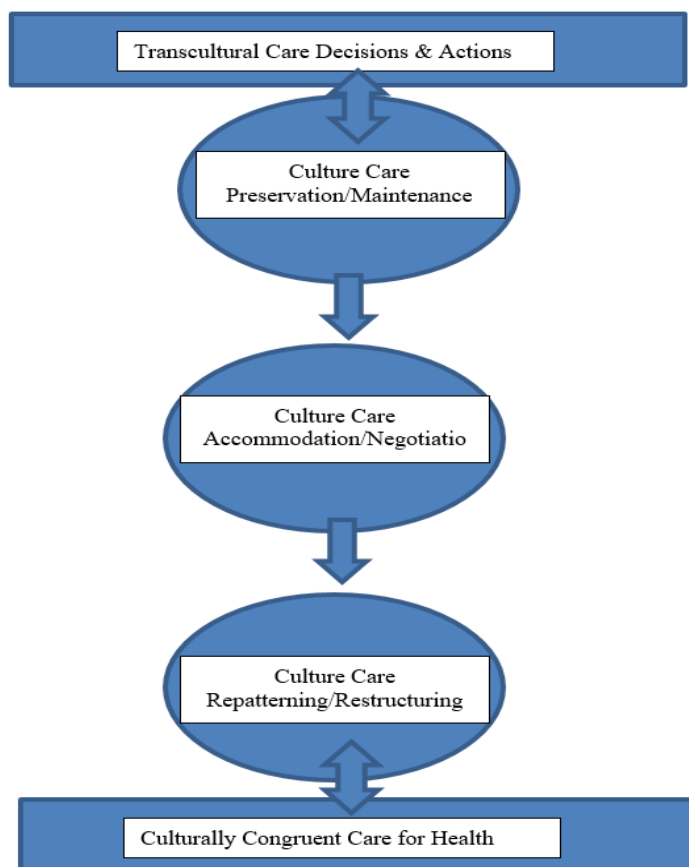 Transcultural Care Decisions & Actions
Culture Care
Preservation/Maintenance
Culture Care
Accommodation/Negotiatio
Culture Care
Repatterning/Restructuring
Culturally Congruent Care for Health